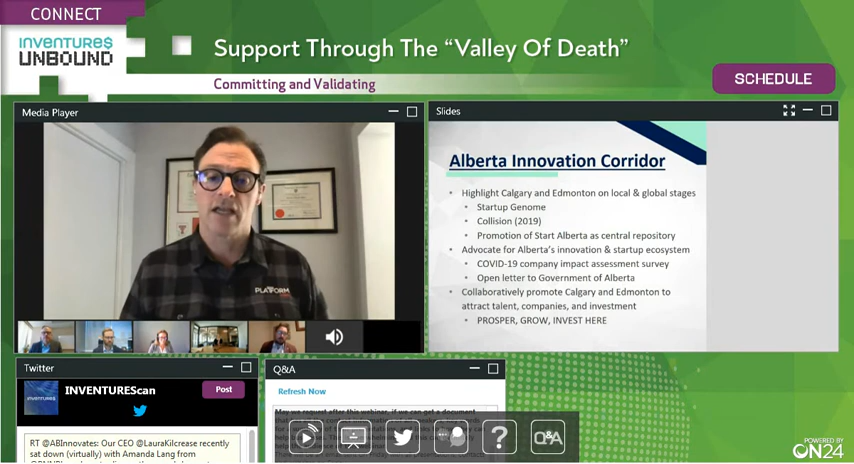 CONNECT
INVENTURE$
UNBOUND
Support Through The “Valley Of Death”
Committing and Validating
SCHEDULE
Media Player
PLATFORM
Slides
Alberta Innovation Corridor
• Highlight Calgary and Edmonton on local & global stages
• Startup Genome
• Collision (2019)
• Promotion of Start Alberta as central repository
• Advocate for Alberta’s innovation & startup ecosystem
• COVID-19 company impact assessment survey
• Open letter to Government of Alberta
• Collaboratively promote Calgary and Edmonton to
attract talent, companies, and investment
• PROSPER, GROW, INVEST HERE
Twitter
INVENTUREScan
Post
RT @ABInnovates: Our CEO @LauraKilcrease recently
sat down (virtually) with Amanda Lang from
Q&A
Refresh Now
May we request after this webinar, if we can get a document
Q&A
POWERED BY
ON24